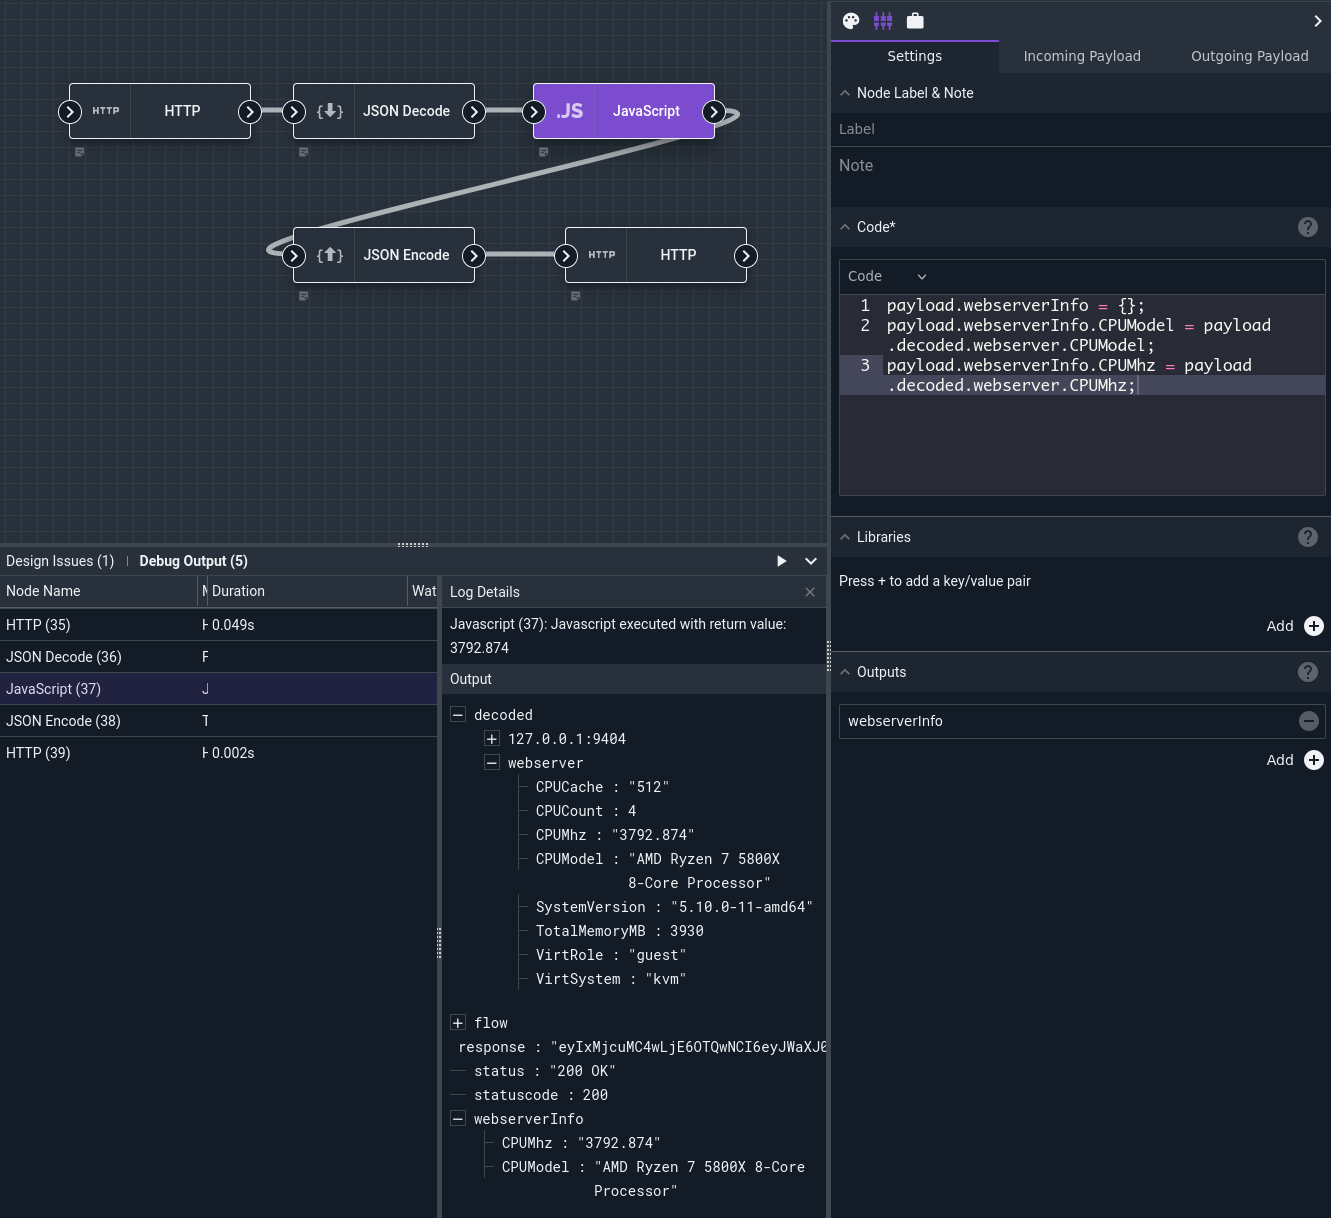 HTTP HTTP
JSON Decode
.JS JavaScript
JSON Encode
HTTP HTTP
Design Issues (1) Debug Output (5)
Node Name Duration Wat
HTTP (35) 0.049s
JSON Decode (36) F
JavaScript (37) J
JSON Encode (38) T
HTTP (39) 0.002s
Log Details
Javascript (37): Javascript executed with return value:
3792.874
Output
decoded
127.0.0.1:9404
webserver
CPUCache : "512"
CPUCount : 4
CPUMhz : "3792.874"
CPUModel : "AMD Ryzen 7 5800X
8-Core Processor"
SystemVersion : "5.10.0-11-amd64"
TotalMemoryMB : 3930
VirtRole : "guest"
VirtSystem : "kvm"
flow
response : "eyIxMjcuMC4wLjE6OTQwNCI6eyJWaXJ0
status : "200 OK"
statuscode : 200
webserverInfo
CPUMhz : "3792.874"
CPUModel : "AMD Ryzen 7 5800X 8-Core
Processor"
Settings Incoming Payload Outgoing Payload
Node Label & Note
Label
Note
Code*
Code
1 payload.webserverInfo = {};
2 payload.webserverInfo.CPUModel = payload
.decoded.webserver.CPUModel;
3 payload.webserverInfo.CPUMhz = payload
.decoded.webserver.CPUMhz;
Libraries
Press + to add a key/value pair
Add
Outputs
webserverInfo
Add